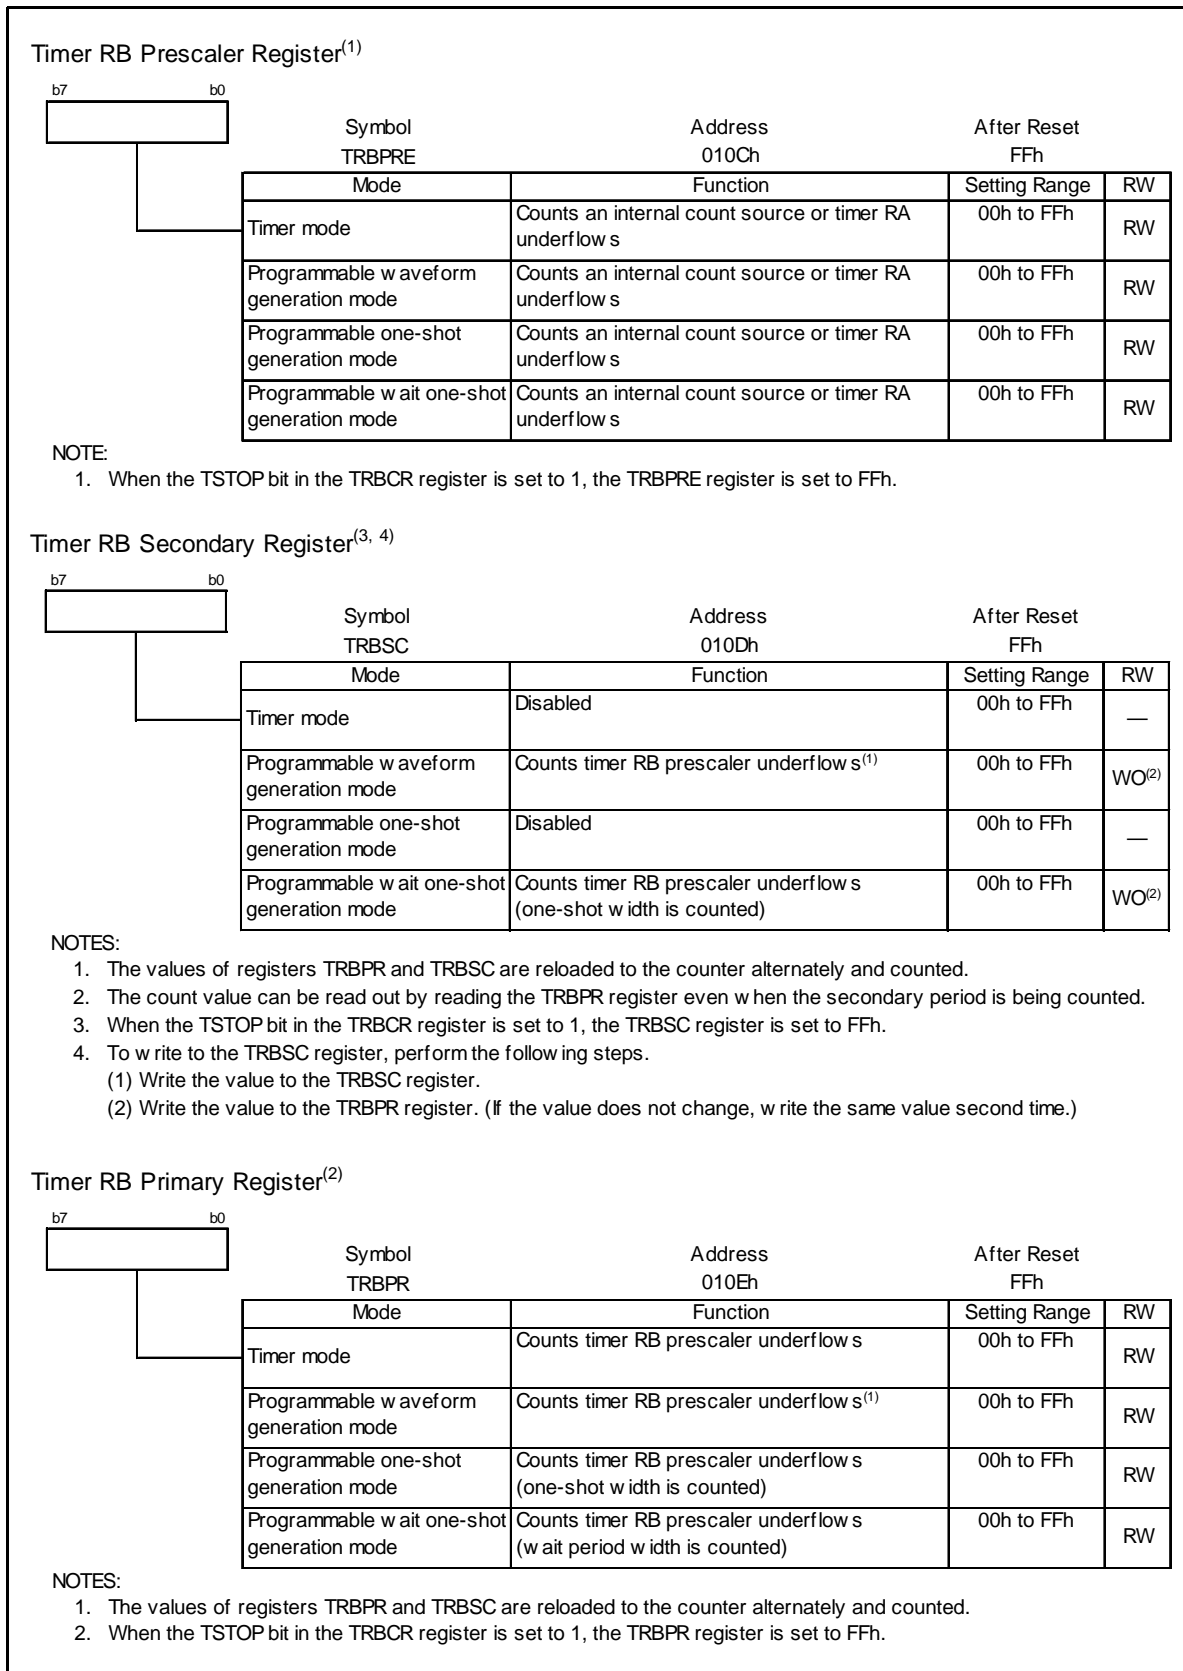 Timer RB Prescaler Register(1)
b7 b0
Symbol Address After Reset
TRBPRE 010Ch FFh
Mode Function Setting Range RW
Timer mode Counts an internal count source or timer RA underflows 00h to FFh RW
Programmable waveform generation mode Counts an internal count source or timer RA underflows 00h to FFh RW
Programmable one-shot generation mode Counts an internal count source or timer RA underflows 00h to FFh RW
Programmable wait one-shot generation mode Counts an internal count source or timer RA underflows 00h to FFh RW
NOTE:
1. When the TSTOP bit in the TRBCR register is set to 1, the TRBPRE register is set to FFh.
Timer RB Secondary Register(3, 4)
b7 b0
Symbol Address After Reset
TRBSC 010Dh FFh
Mode Function Setting Range RW
Timer mode Disabled 00h to FFh —
Programmable waveform generation mode Counts timer RB prescaler underflows(1) 00h to FFh WO(2)
Programmable one-shot generation mode Disabled 00h to FFh —
Programmable wait one-shot generation mode Counts timer RB prescaler underflows (one-shot width is counted) 00h to FFh WO(2)
NOTES:
1. The values of registers TRBPR and TRBSC are reloaded to the counter alternately and counted.
2. The count value can be read out by reading the TRBPR register even when the secondary period is being counted.
3. When the TSTOP bit in the TRBCR register is set to 1, the TRBSC register is set to FFh.
4. To write to the TRBSC register, perform the following steps.
(1) Write the value to the TRBSC register.
(2) Write the value to the TRBPR register. (If the value does not change, write the same value second time.)
Timer RB Primary Register(2)
b7 b0
Symbol Address After Reset
TRBPR 010Eh FFh
Mode Function Setting Range RW
Timer mode Counts timer RB prescaler underflows 00h to FFh RW
Programmable waveform generation mode Counts timer RB prescaler underflows(1) 00h to FFh RW
Programmable one-shot generation mode Counts timer RB prescaler underflows (one-shot width is counted) 00h to FFh RW
Programmable wait one-shot generation mode Counts timer RB prescaler underflows (wait period width is counted) 00h to FFh RW
NOTES:
1. The values of registers TRBPR and TRBSC are reloaded to the counter alternately and counted.
2. When the TSTOP bit in the TRBCR register is set to 1, the TRBPR register is set to FFh.